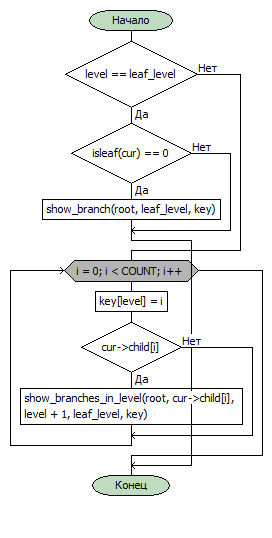 Начало
level == leaf_level
Нет
Да
isleaf(cur) == 0
Нет
Да
show_branch(root, leaf_level, key)
i = 0; i < COUNT; i++
key[level] = i
cur->child[i]
Нет
Да
show_branches_in_level(root, cur->child[i],
level + 1, leaf_level, key)
Конец